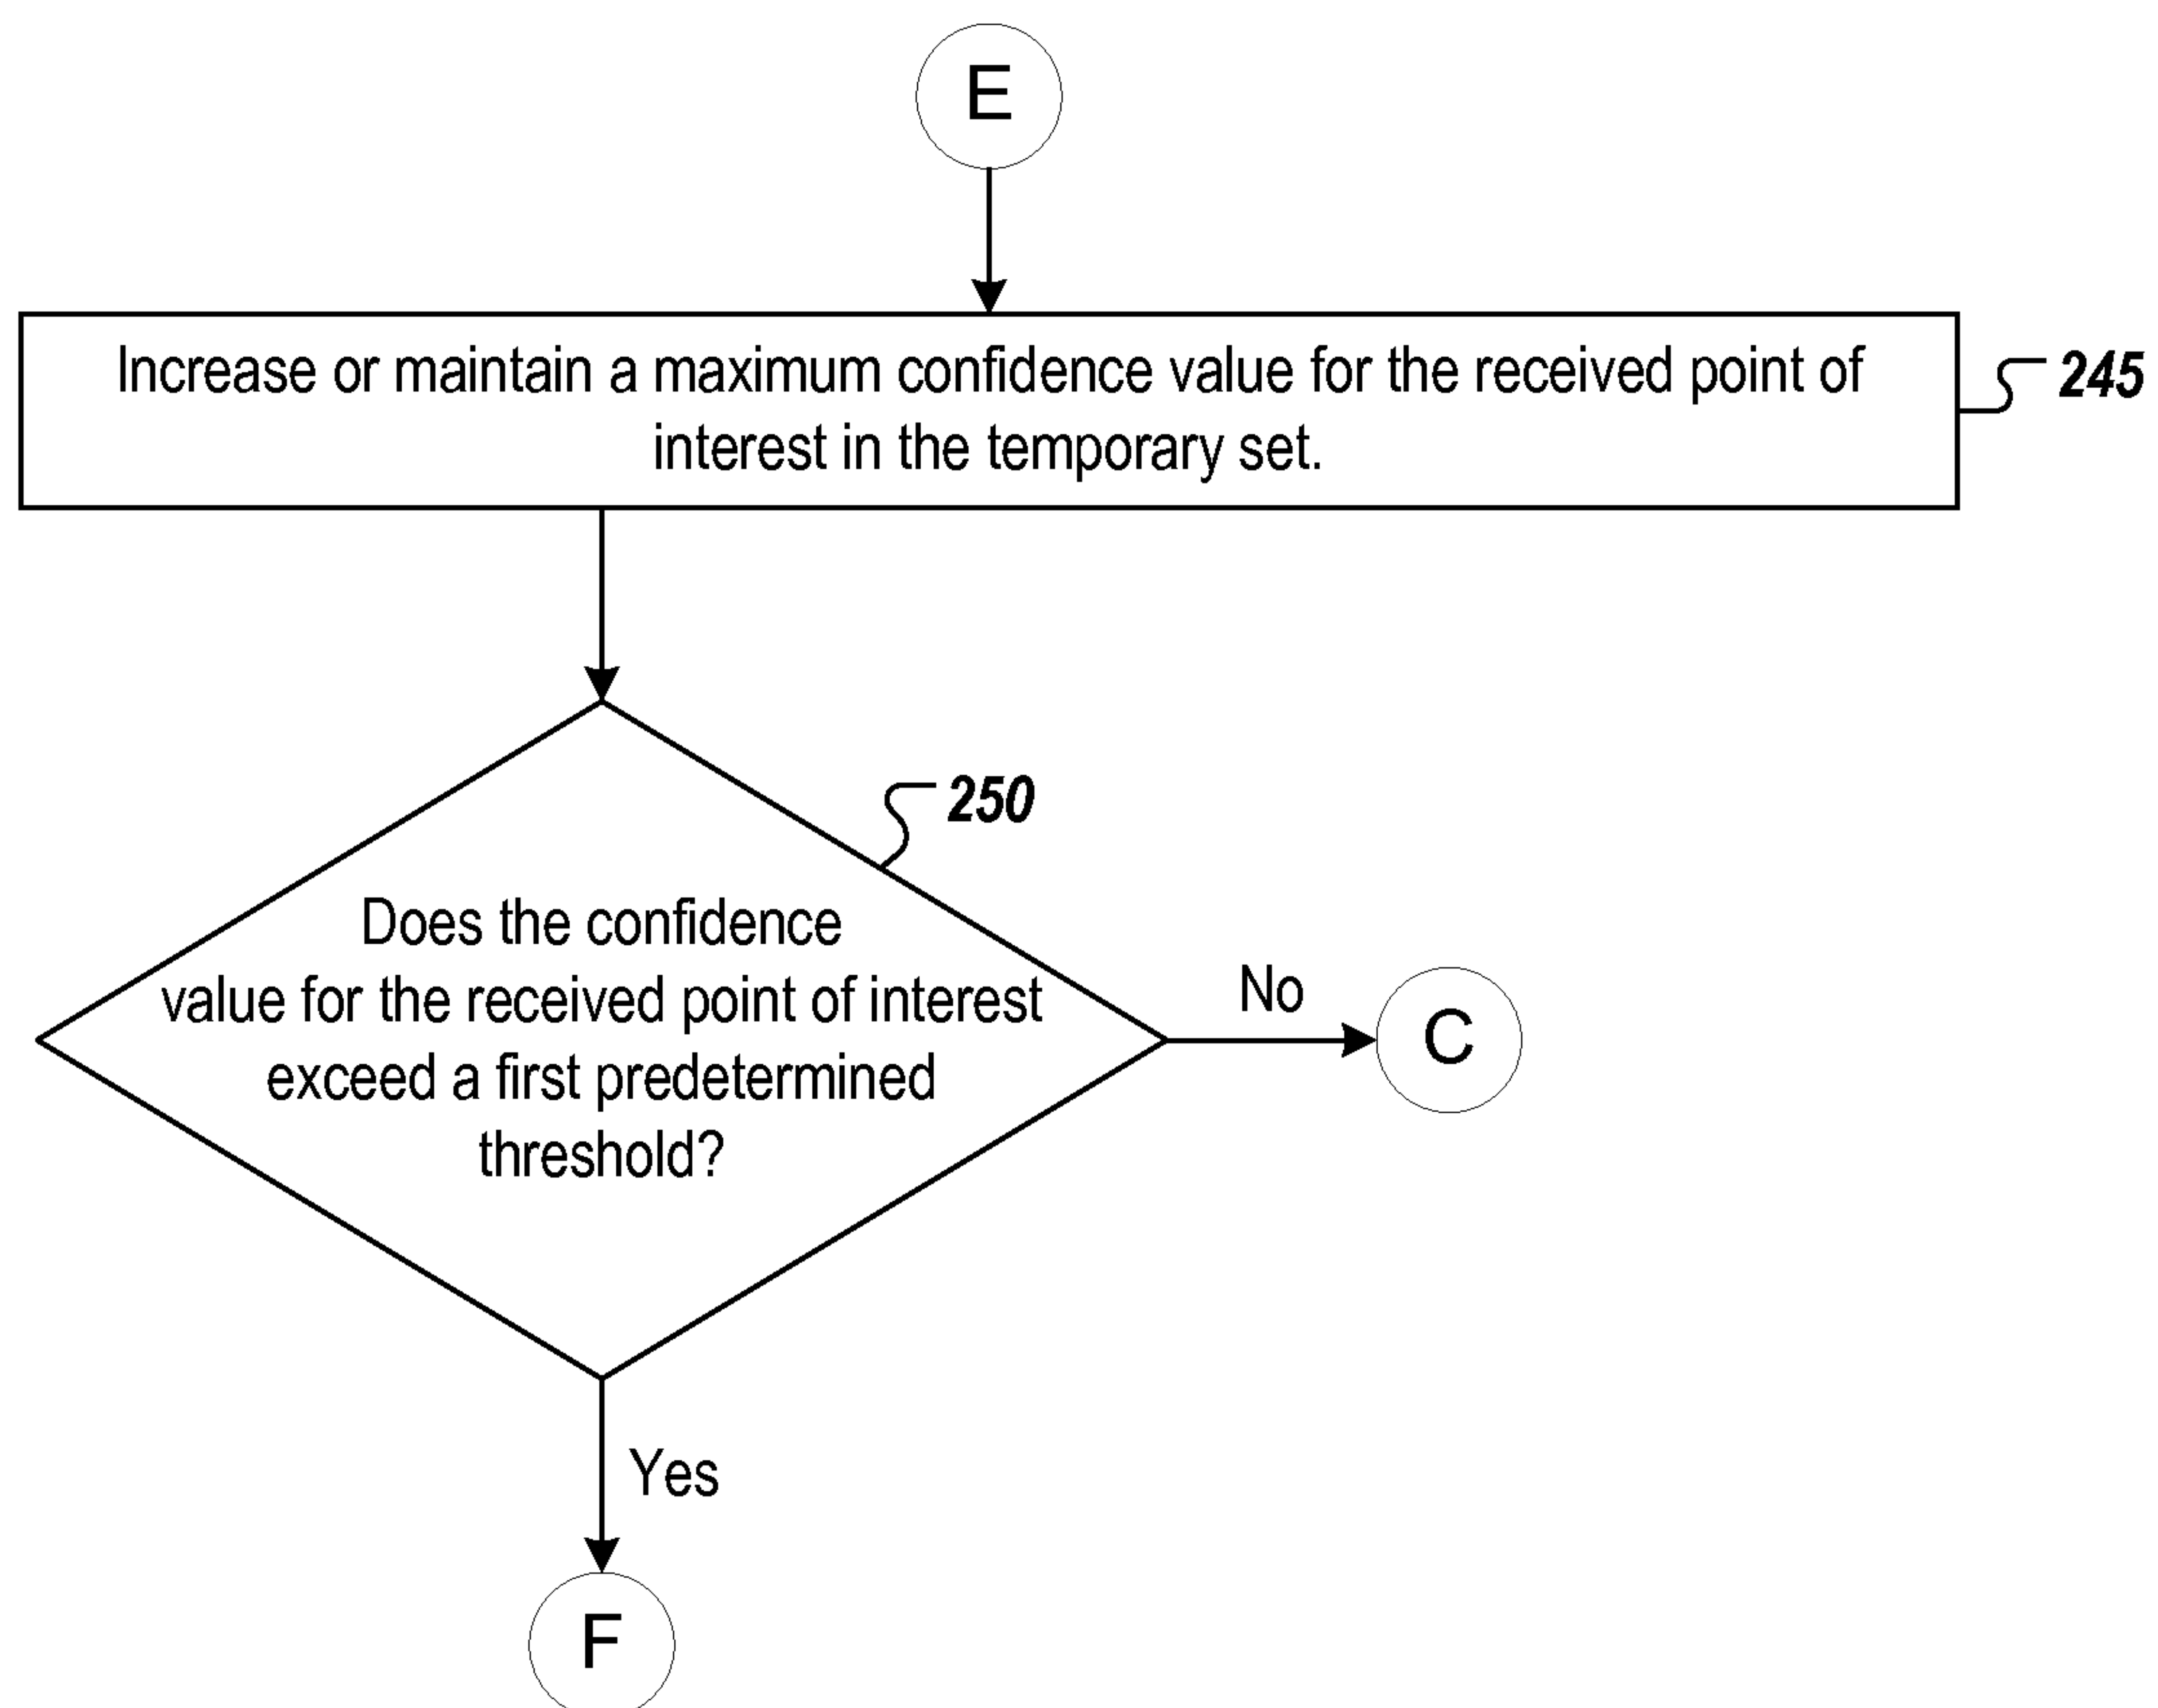 E
Increase or maintain a maximum confidence value for the received point of
interest in the temporary set.
245
250
Does the confidence
value for the received point of interest
exceed a first predetermined
threshold?
No
C
Yes
F